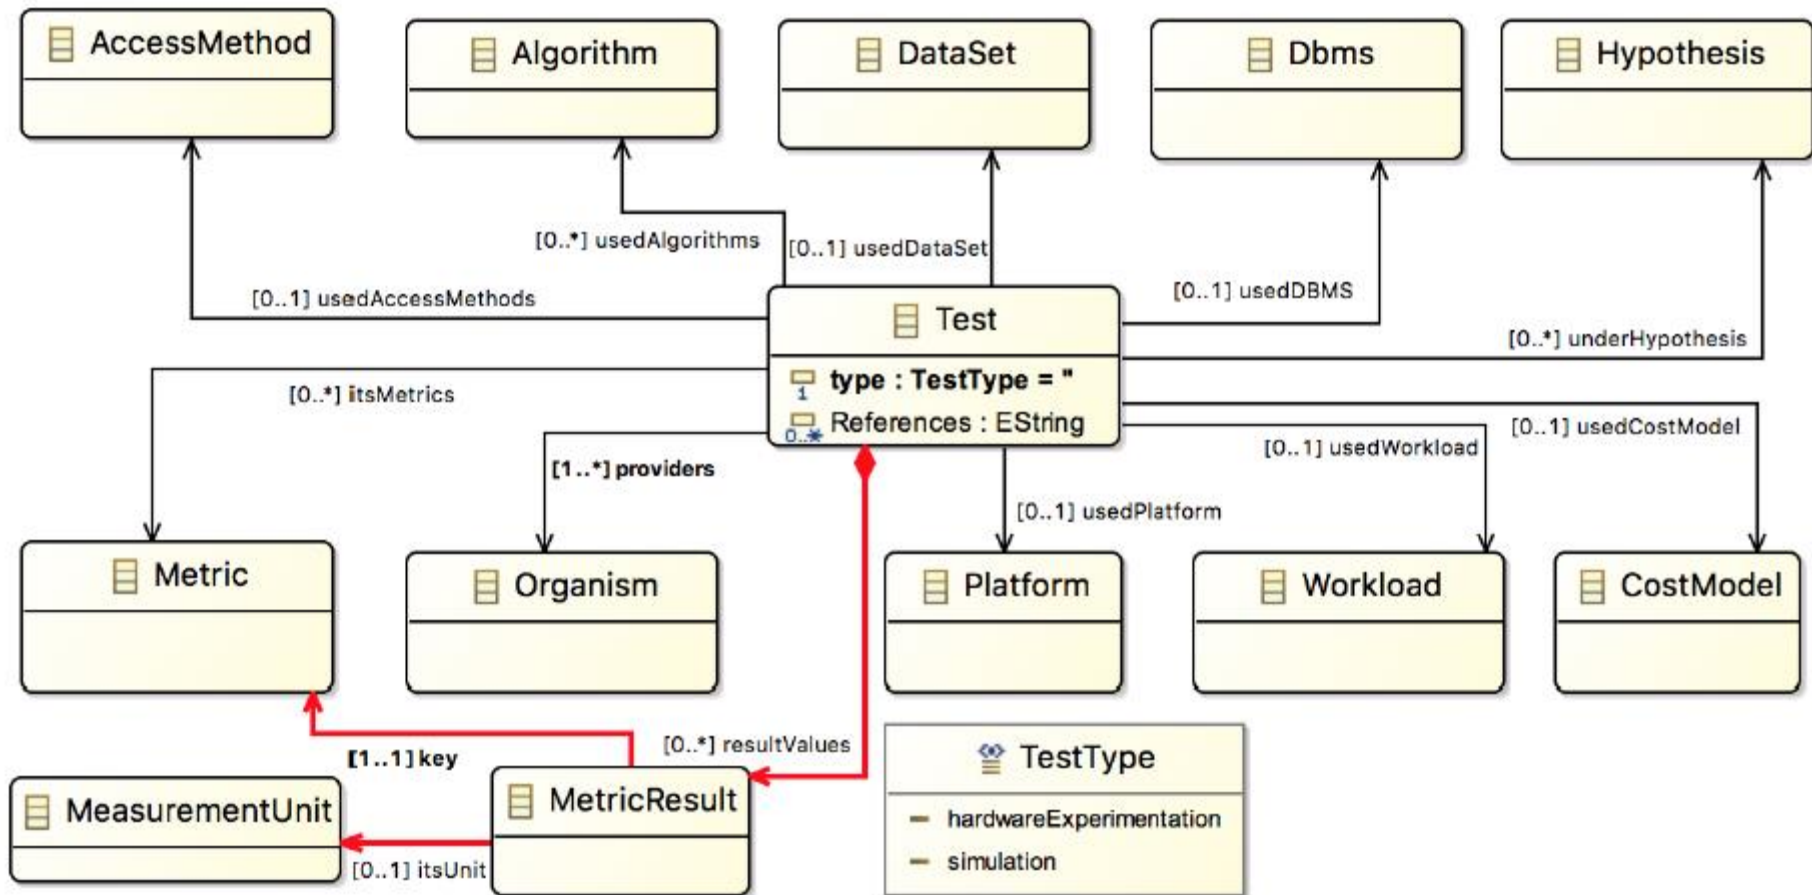 AccessMethod
Algorithm
DataSet
Dbms
Hypothesis
[0..*] usedAlgorithms
[0..1] usedDataSet
[0..1] usedAccessMethods
[0..1] usedDBMS
Test
[0..*] underHypothesis
type : TestType = "
1
[0..*] itsMetrics
References : EString
0..*
[0..1] usedCostModel
[0..1] usedWorkload
[1..*] providers
[0..1] usedPlatform
Metric
Organism
Platform
Workload
CostModel
[0..*] resultValues
[1..1] key
TestType
MeasurementUnit
MetricResult
hardwareExperimentation
simulation
[0..1] itsUnit